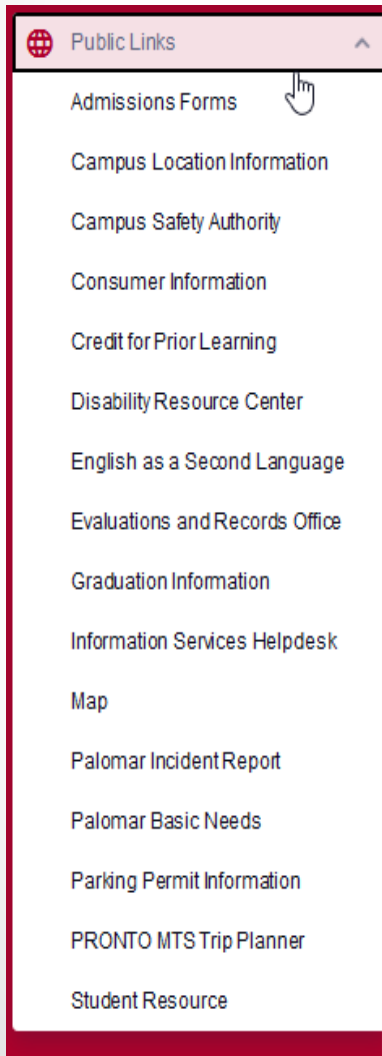 Public Links
Admissions Forms
Campus Location Information
Campus Safety Authority
Consumer Information
Credit for Prior Learning
Disability Resource Center
English as a Second Language
Evaluations and Records Office
Graduation Information
Information Services Helpdesk
Map
Palomar Incident Report
Palomar Basic Needs
Parking Permit Information
PRONTO MTS Trip Planner
Student Resource